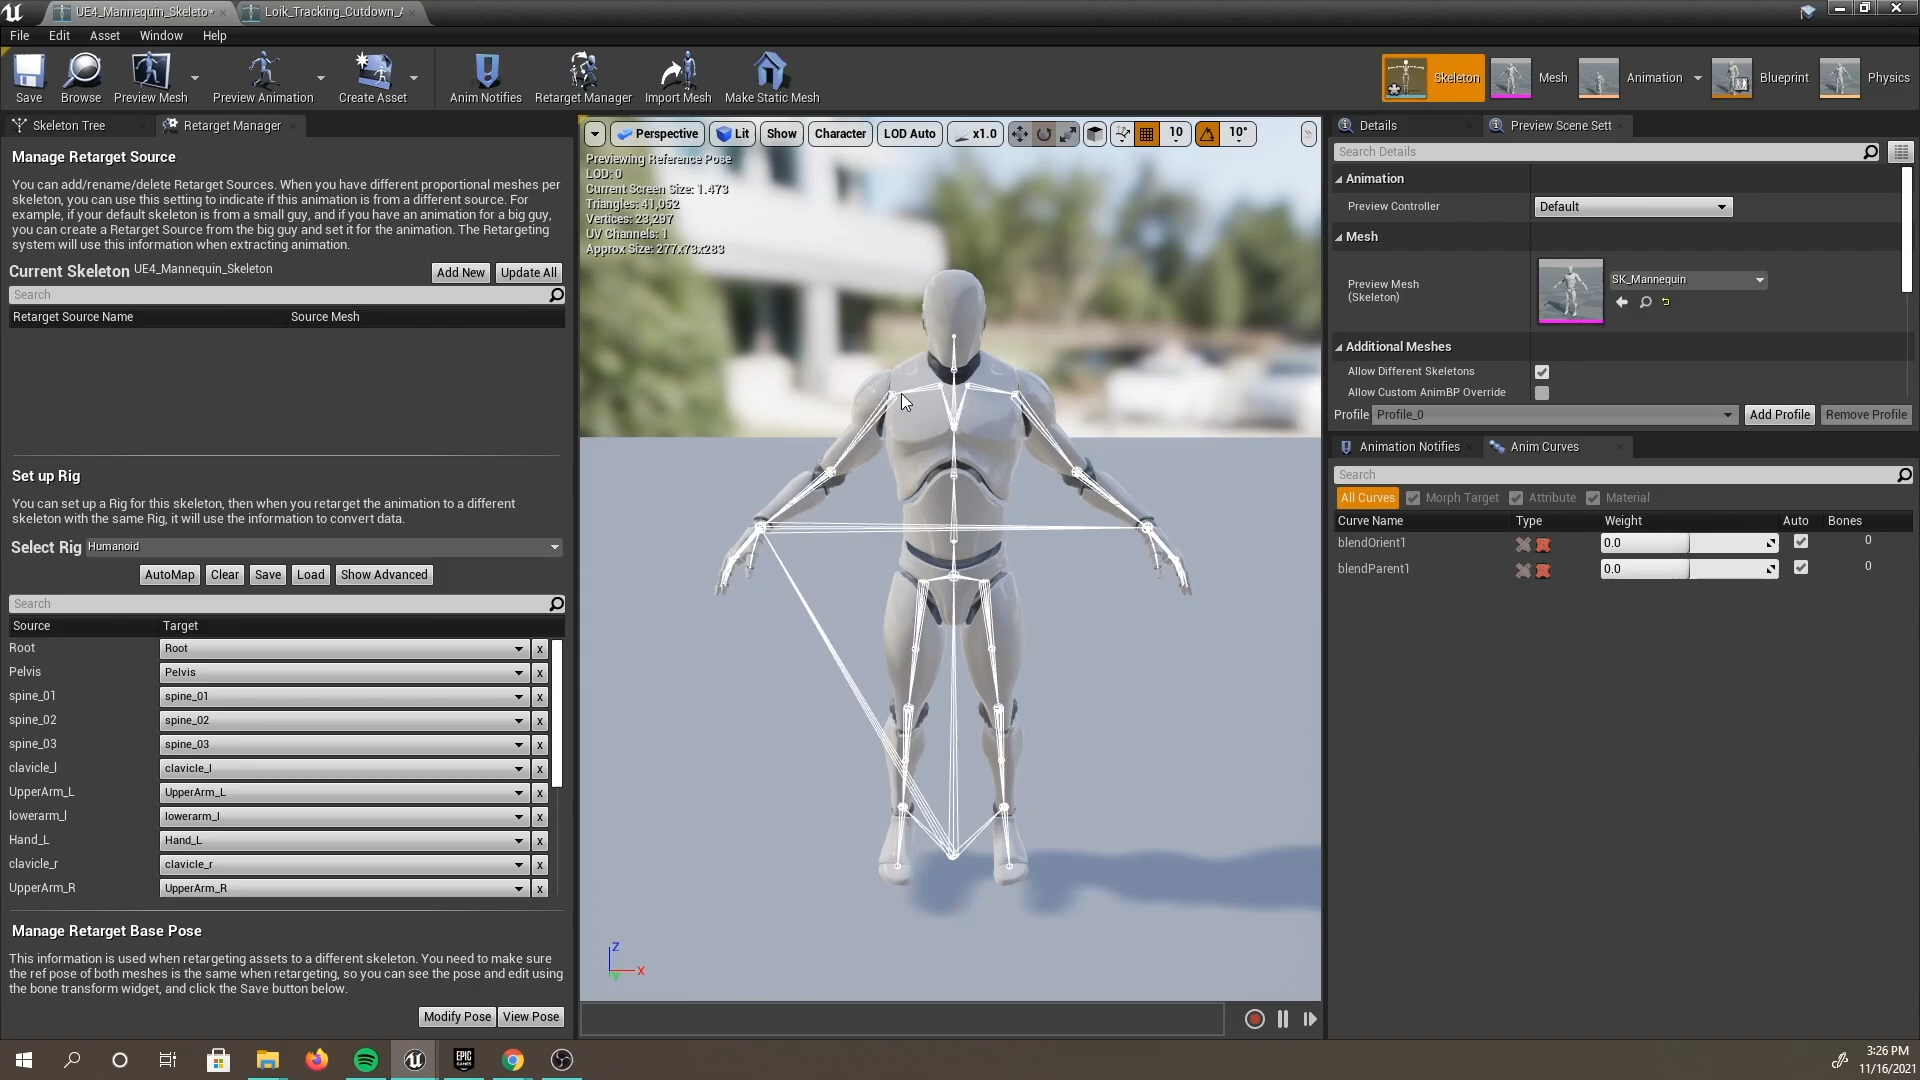 UE4_Mannequin_Skeleto*
Loik_Tracking_Cutdown_A
File Edit Asset Window Help
Save Browse Preview Mesh Preview Animation Create Asset Anim Notifies Retarget Manager Import Mesh Make Static Mesh
Skeleton Mesh Animation Blueprint Physics
Skeleton Tree Retarget Manager
Manage Retarget Source
You can add/rename/delete Retarget Sources. When you have different proportional meshes per
skeleton, you can use this setting to indicate if this animation is from a different source. For
example, if your default skeleton is from a small guy, and if you have an animation for a big guy,
you can create a Retarget Source from the big guy and set it for the animation. The Retargeting
system will use this information when extracting animation.
Current Skeleton UE4_Mannequin_Skeleton
Add New Update All
Search
Retarget Source Name Source Mesh
Set up Rig
You can set up a Rig for this skeleton, then when you retarget the animation to a different
skeleton with the same Rig, it will use the information to convert data.
Select Rig Humanoid
AutoMap Clear Save Load Show Advanced
Search
Source Target
Root Root x
Pelvis Pelvis x
spine_01 spine_01 x
spine_02 spine_02 x
spine_03 spine_03 x
clavicle_l clavicle_l x
UpperArm_L UpperArm_L x
lowerarm_l lowerarm_l x
Hand_L Hand_L x
clavicle_r clavicle_r x
UpperArm_R UpperArm_R x
Manage Retarget Base Pose
This information is used when retargeting assets to a different skeleton. You need to make sure
the ref pose of both meshes is the same when retargeting, so you can see the pose and edit using
the bone transform widget, and click the Save button below.
Modify Pose View Pose
Perspective Lit Show Character LOD Auto x1.0 10 10°
Previewing Reference Pose
LOD: 0
Current Screen Size: 1.473
Triangles: 41,052
Vertices: 23,297
UV Channels: 1
Approx Size: 277x73x283
Z
X
Y
Details Preview Scene Sett
Search Details
Animation
Preview Controller Default
Mesh
Preview Mesh
(Skeleton)
SK_Mannequin
Additional Meshes
Allow Different Skeletons
Allow Custom AnimBP Override
Profile Profile_0 Add Profile Remove Profile
Animation Notifies Anim Curves
Search
All Curves Morph Target Attribute Material
Curve Name Type Weight Auto Bones
blendOrient1 0.0 0
blendParent1 0.0 0
EPIC
GAMES
3:26 PM
11/16/2021